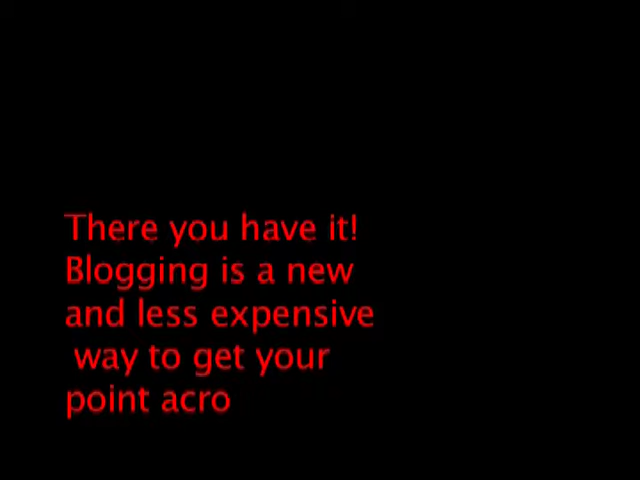 There you have it!
Blogging is a new
and less expensive
way to get your
point acro